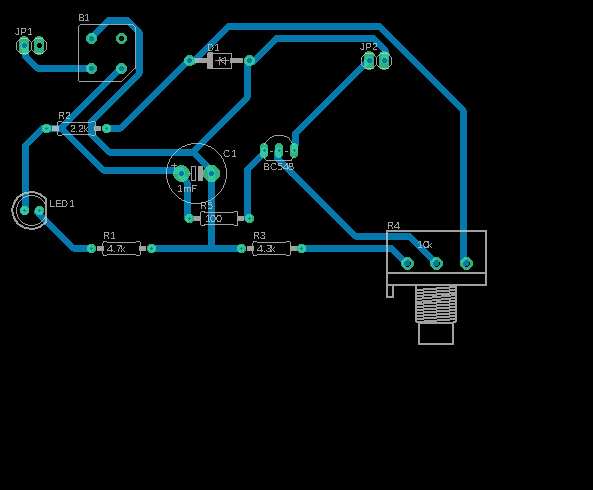 B1
JP1
D1
JP2
R2
2.2k
C1
+
1mF
BC548
LED1
R5
100
R1
4.7k
R3
4.3k
R4
10k